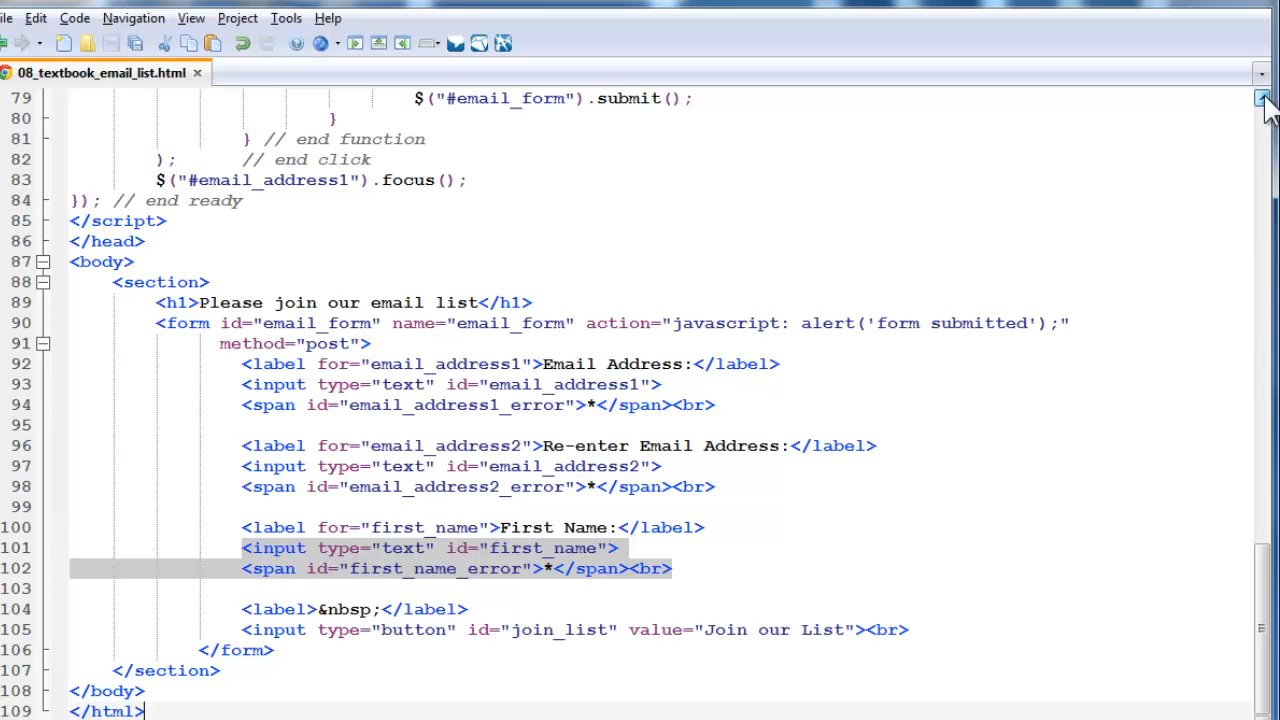 ile Edit Code Navigation View Project Tools Help
08_textbook_email_list.html
79 $("#email_form").submit();
80 }
81 } // end function
82 ); // end click
83 $("#email_address1").focus();
84 }); // end ready
85 </script>
86 </head>
87 <body>
88 <section>
89 <h1>Please join our email list</h1>
90 <form id="email_form" name="email_form" action="javascript: alert('form submitted');"
91 method="post">
92 <label for="email_address1">Email Address:</label>
93 <input type="text" id="email_address1">
94 <span id="email_address1_error">*</span><br>
95
96 <label for="email_address2">Re-enter Email Address:</label>
97 <input type="text" id="email_address2">
98 <span id="email_address2_error">*</span><br>
99
100 <label for="first_name">First Name:</label>
101 <input type="text" id="first_name">
102 <span id="first_name_error">*</span><br>
103
104 <label>&nbsp;</label>
105 <input type="button" id="join_list" value="Join our List"><br>
106 </form>
107 </section>
108 </body>
109 </html>